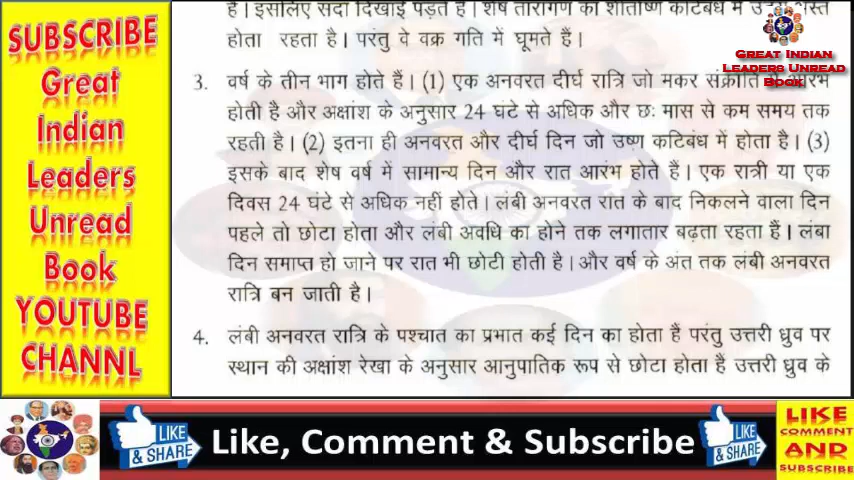 SUBSCRIBE
Great
Indian
Leaders
Unread
Book
YOUTUBE
CHANNL
है। इसलिए सदा दिखाई पड़ते हैं। शेष तारागण का शीतोष्ण कटिबंध में
होता रहता है। परंतु वे वक्र गति में घूमते हैं।
Great Indian
Leaders Unread
Book
3. वर्ष के तीन भाग होते हैं। (1) एक अनवरत दीर्घ रात्रि जो मकर संक्राति
होती है और अक्षांश के अनुसार 24 घंटे से अधिक और छः मास से कम समय तक
रहती है। (2) इतना ही अनवरत और दीर्घ दिन जो उष्ण कटिबंध में होता है। (3)
इसके बाद शेष वर्ष में सामान्य दिन और रात आरंभ होते हैं। एक रात्री या एक
दिवस 24 घंटे से अधिक नहीं होते। लंबी अनवरत रात के बाद निकलने वाला दिन
पहले तो छोटा होता और लंबी अवधि का होने तक लगातार बढ़ता रहता हैं। लंबा
दिन समाप्त हो जाने पर रात भी छोटी होती है। और वर्ष के अंत तक लंबी अनवरत
रात्रि बन जाती है।
4. लंबी अनवरत रात्रि के पश्चात का प्रभात कई दिन का होता हैं परंतु उत्तरी ध्रुव पर
स्थान की अक्षांश रेखा के अनुसार आनुपातिक रूप से छोटा होता हैं उत्तरी ध्रुव के
LIKE
& SHARE
Like, Comment & Subscribe
LIKE
& SHARE
LIKE
COMMENT
AND
SUBSCRIBE